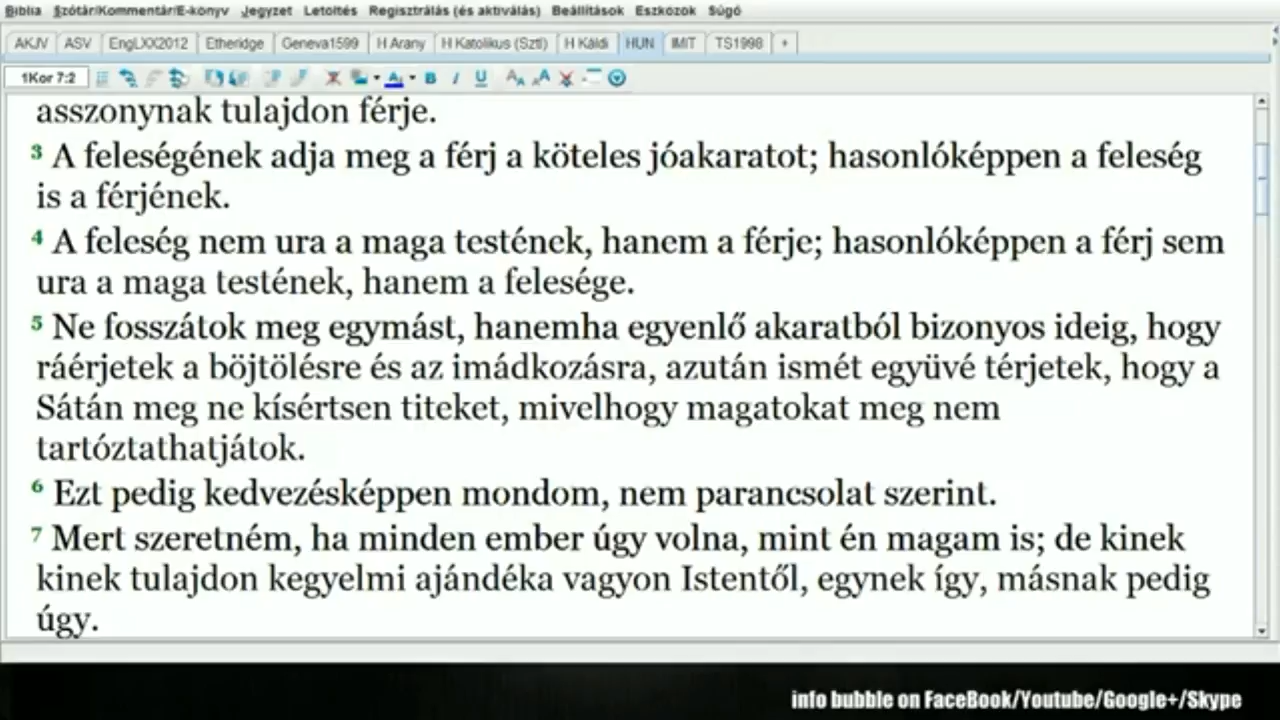 Biblia Szótár/Kommentár/E-könyv Jegyzet Letöltés Regisztrálás (és aktiválás) Beállítások Eszközök Súgó
AKJV ASV EngLXX2012 Etheridge Geneva1599 H Arany H Katolikus (SztI) H Káldi HUN IMIT TS1998 +
1Kor 7:2
asszonynak tulajdon férje.
3 A feleségének adja meg a férj a köteles jóakaratot; hasonlóképpen a feleség
is a férjének.
4 A feleség nem ura a maga testének, hanem a férje; hasonlóképpen a férj sem
ura a maga testének, hanem a felesége.
5 Ne fosszátok meg egymást, hanemha egyenlő akaratból bizonyos ideig, hogy
ráérjetek a böjtölésre és az imádkozásra, azután ismét együvé térjetek, hogy a
Sátán meg ne kísértsen titeket, mivelhogy magatokat meg nem
tartóztathatjátok.
6 Ezt pedig kedvezésképpen mondom, nem parancsolat szerint.
7 Mert szeretném, ha minden ember úgy volna, mint én magam is; de kinek
kinek tulajdon kegyelmi ajándéka vagyon Istentől, egynek így, másnak pedig
úgy.
info bubble on FaceBook/Youtube/Google+/Skype